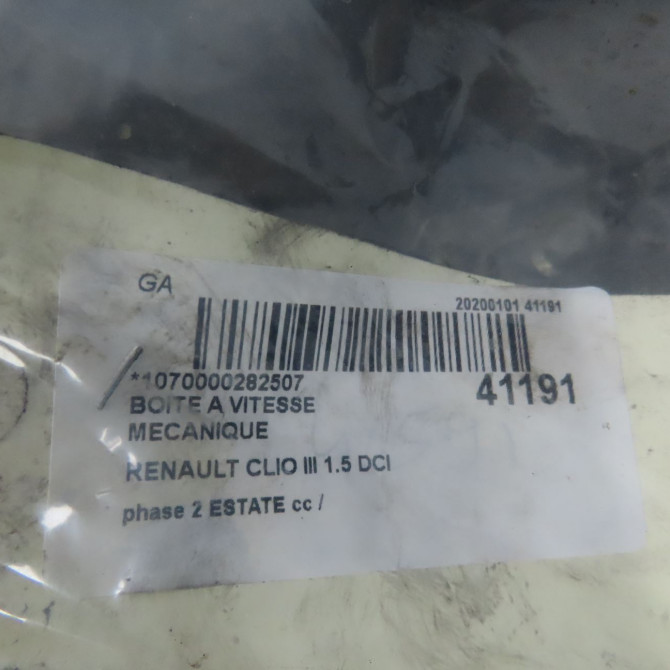 GA
20200101 41191
*1070000282507
41191
BOITE A VITESSE
MECANIQUE
RENAULT CLIO III 1.5 DCI
phase 2 ESTATE cc /